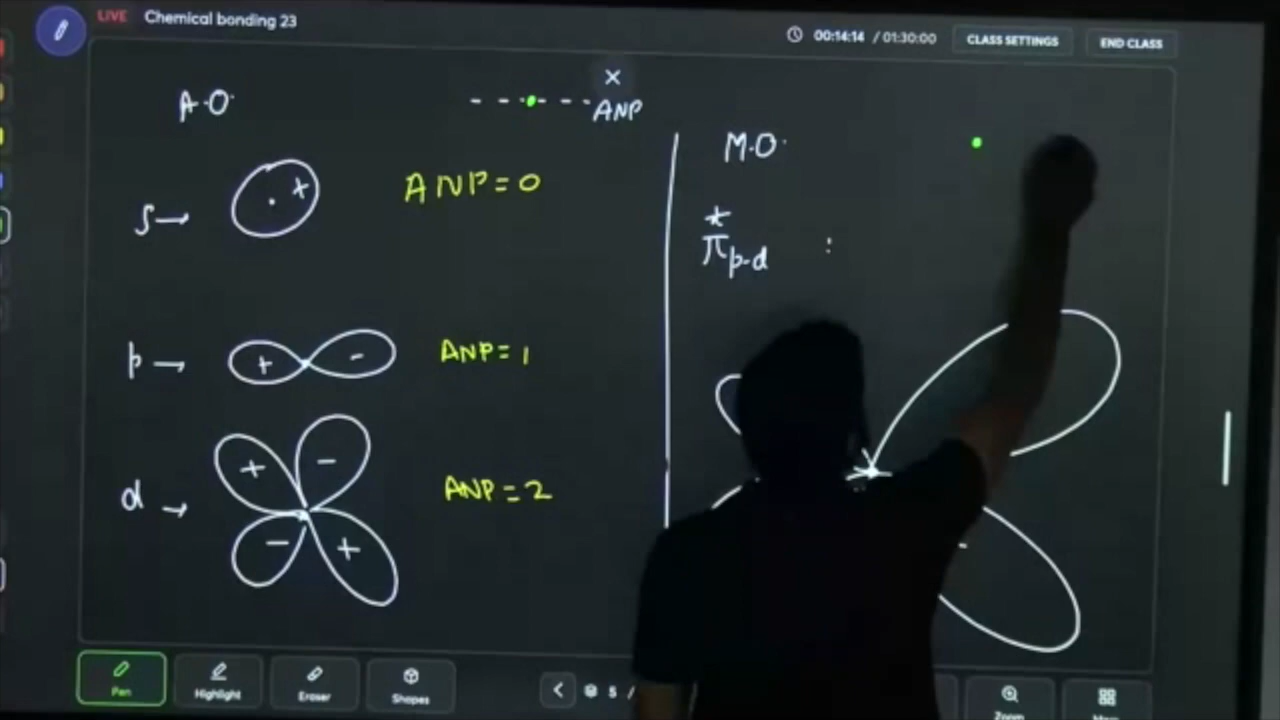 LIVE Chemical bonding 23
00:14:14 / 01:30:00 CLASS SETTINGS END CLASS
A.O.
ANP
M.O.
S→ + ANP=0
*
π p-d :
p→ + - ANP=1
d→ + - ANP=2
- +
-
Pen Highlight Eraser Shapes 5 / Zoom